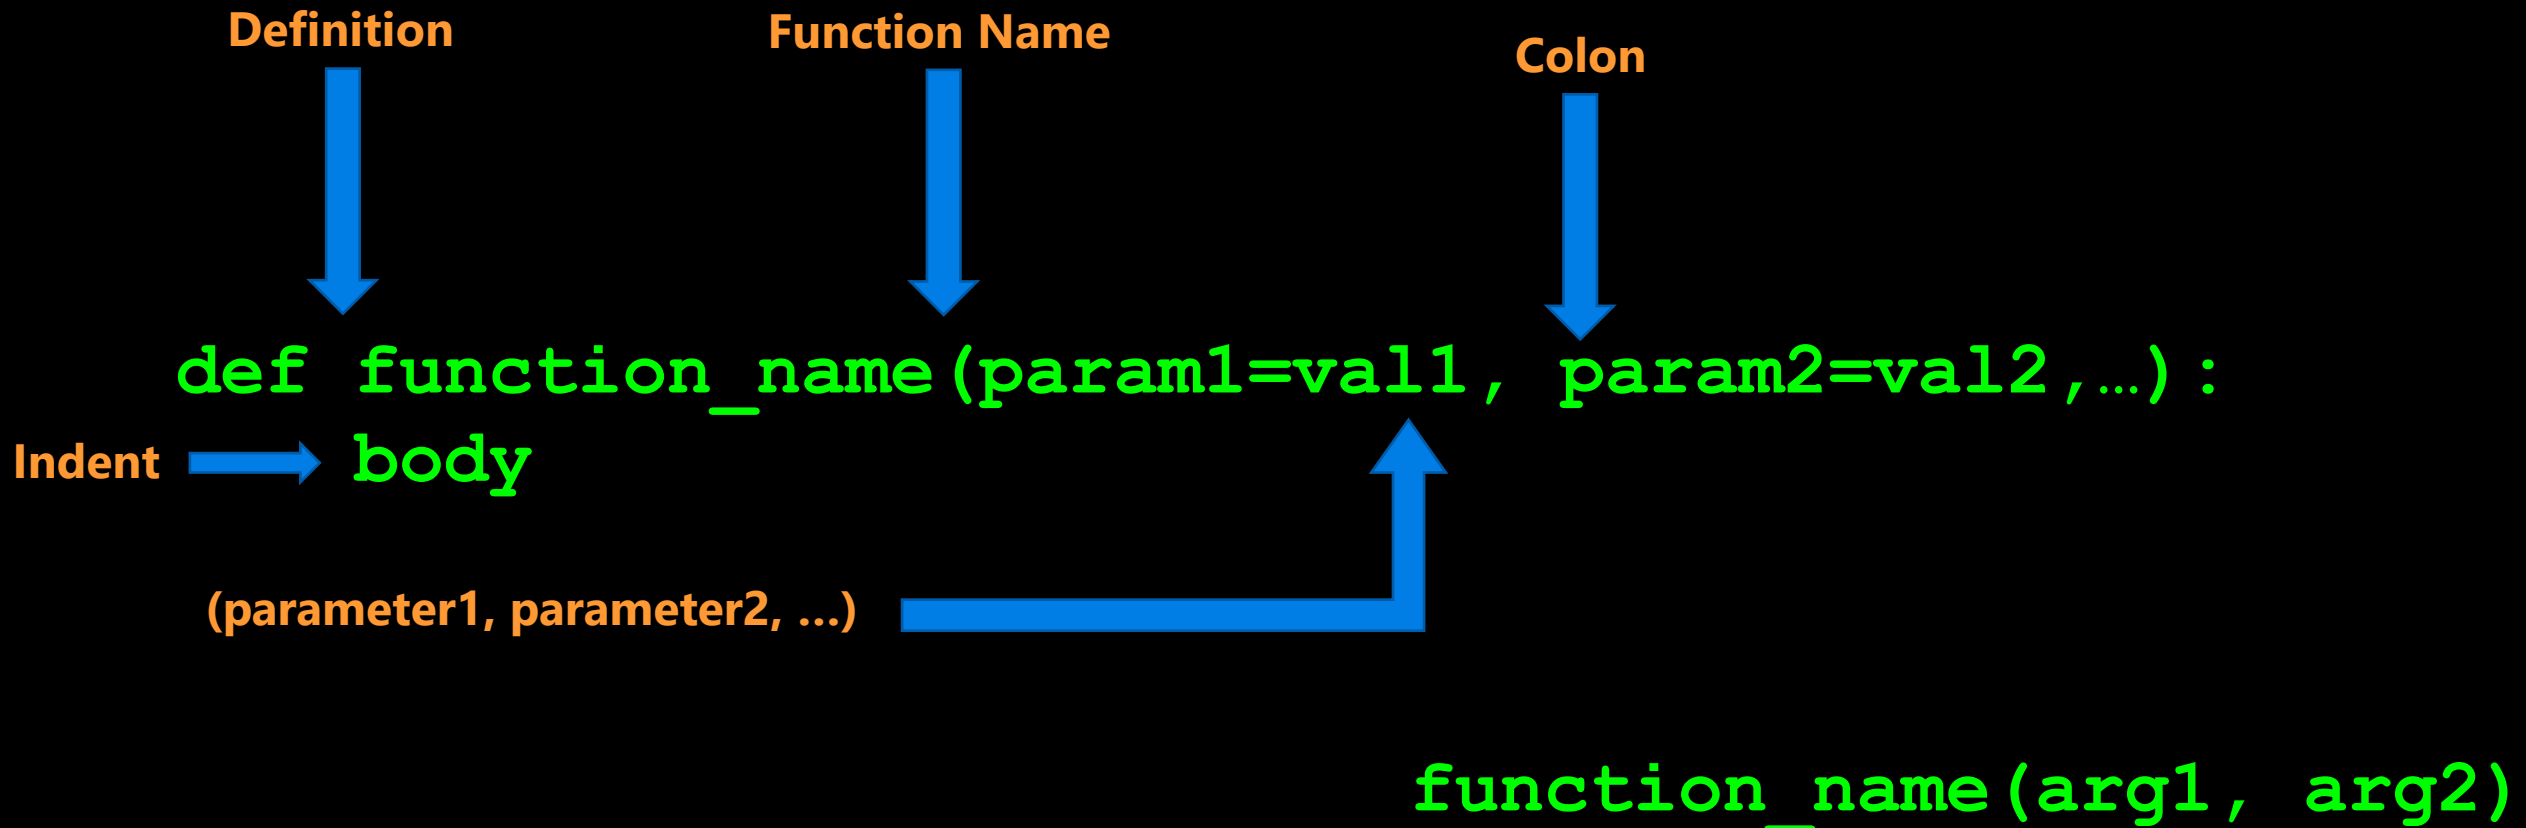 Definition
Function Name
Colon
def function_name(param1=val1, param2=val2,…):
Indent
body
(parameter1, parameter2, ...)
function_name(arg1, arg2)